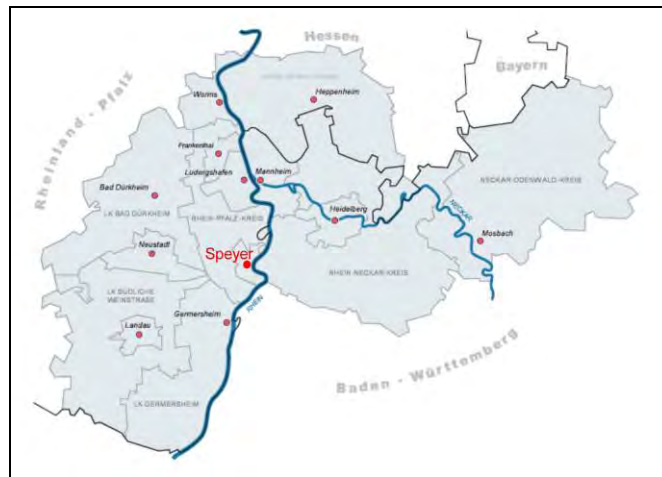 Hessen
Bayern
Rheinland - Pfalz
Worms
Heppenheim
Frankenthal
Ludwigshafen
Mannheim
Bad Dürkheim
LK BAD DÜRKHEIM
NECKAR-ODENWALD-KREIS
NECKAR
Heidelberg
RHEIN-PFALZ-KREIS
Mosbach
Neustadt
Speyer
RHEIN-NECKAR-KREIS
LK SÜDLICHE
WEINSTRAßE
RHEIN
Germersheim
Landau
Baden - Württemberg
LK GERMERSHEIM